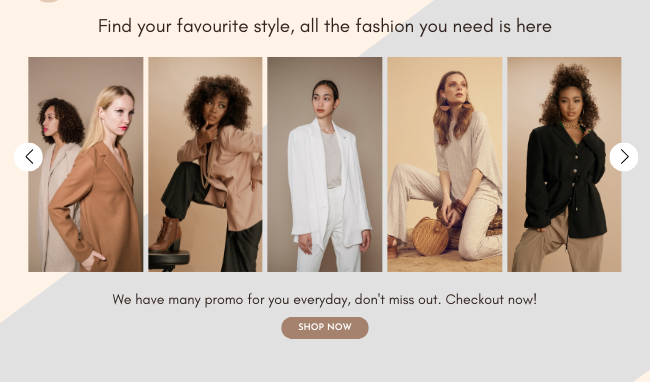 Find your favourite style, all the fashion you need is here
We have many promo for you everyday, don't miss out. Checkout now!
SHOP NOW